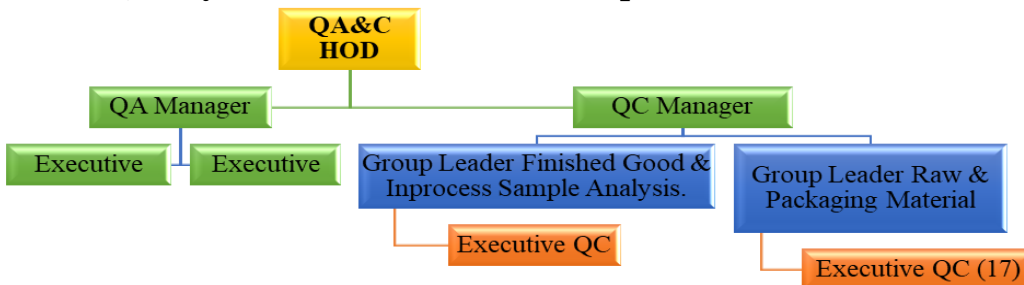 QA&C
HOD
QA Manager
QC Manager
Executive
Executive
Group Leader Finished Good &
Inprocess Sample Analysis.
Group Leader Raw &
Packaging Material
Executive QC
Executive QC (17)